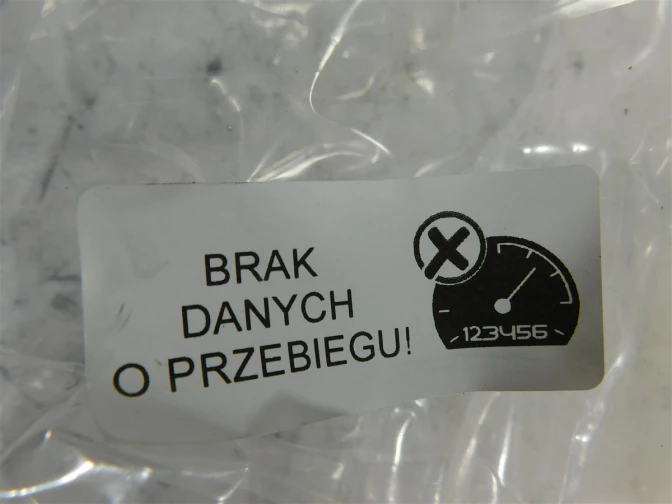 BRAK
DANYCH
O PRZEBIEGU!
123456